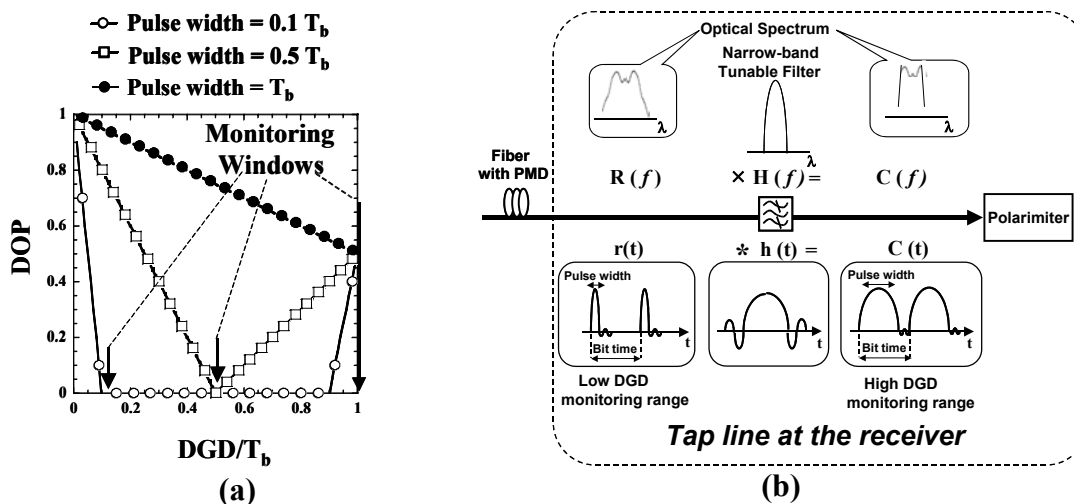 Pulse width = 0.1 Tb
Pulse width = 0.5 Tb
Pulse width = Tb
Monitoring
Windows
DOP
1
0.8
0.6
0.4
0.2
0
0 0.2 0.4 0.6 0.8 1
DGD/Tb
(a)
Optical Spectrum
Narrow-band
Tunable Filter
λ
λ
λ
Fiber
with PMD
R (f) × H (f) = C (f)
Polarimiter
r(t) * h (t) = C (t)
Pulse width
Bit time
t
t
Pulse width
Bit time
t
Low DGD
monitoring range
High DGD
monitoring range
Tap line at the receiver
(b)